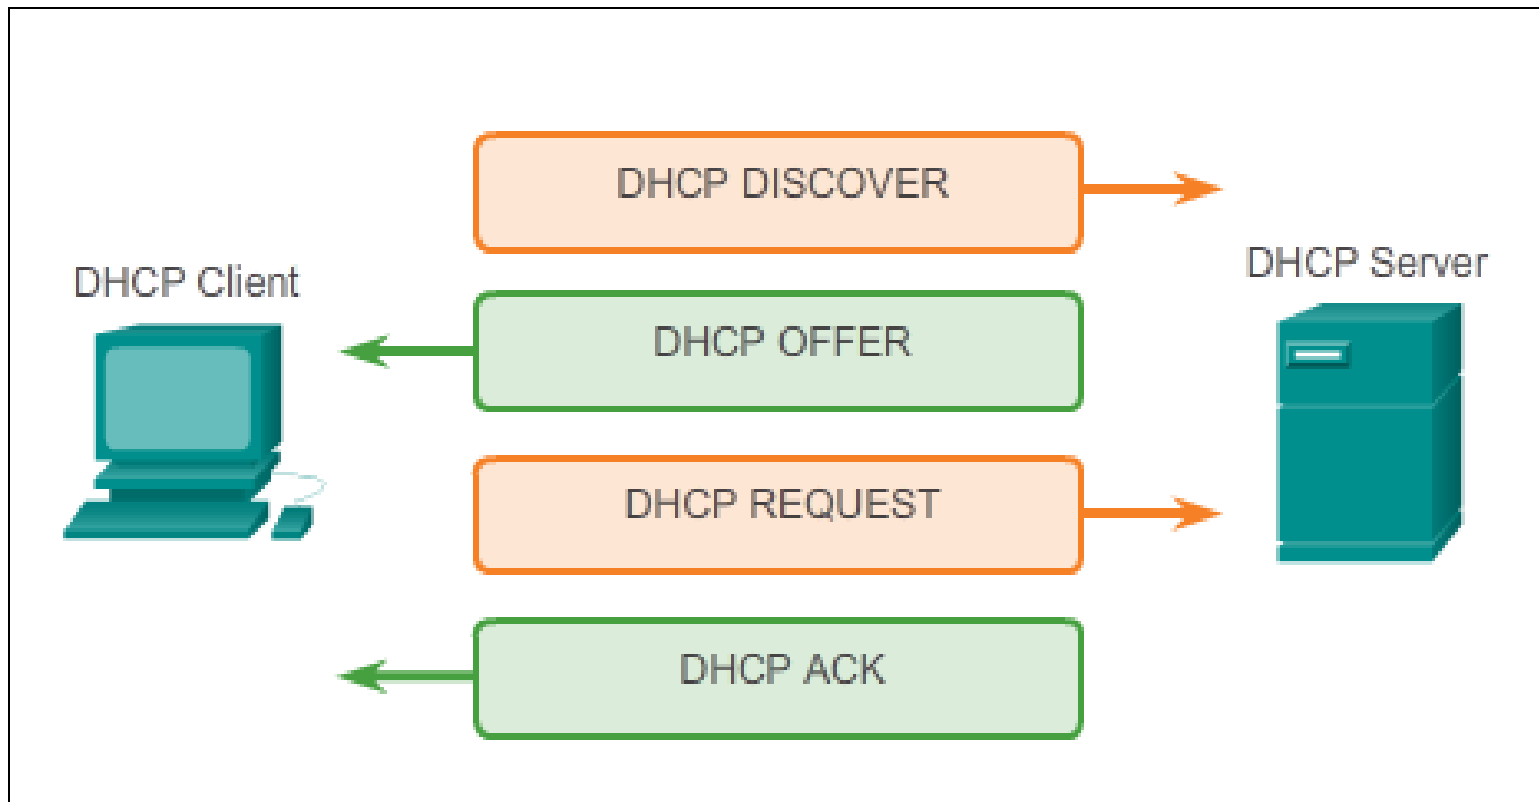 DHCP DISCOVER
DHCP Client
DHCP Server
DHCP OFFER
DHCP REQUEST
DHCP ACK